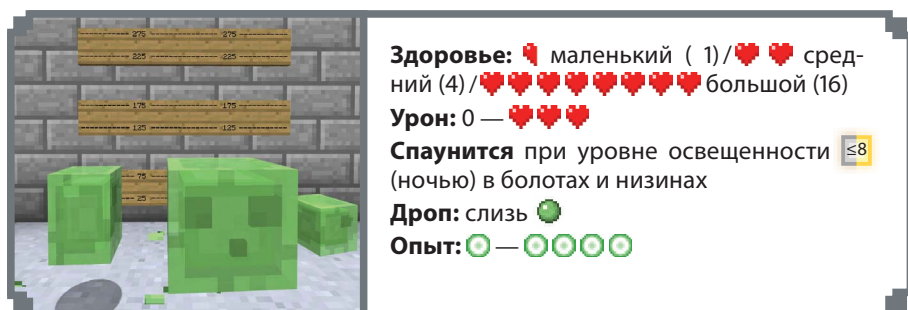 275 275
225 225
175 175
125 125
75
25
Здоровье: маленький ( 1)/ сред-
ний (4)/ большой (16)
Урон: 0 —
Спаунится при уровне освещенности ≤8
(ночью) в болотах и низинах
Дроп: слизь
Опыт: —